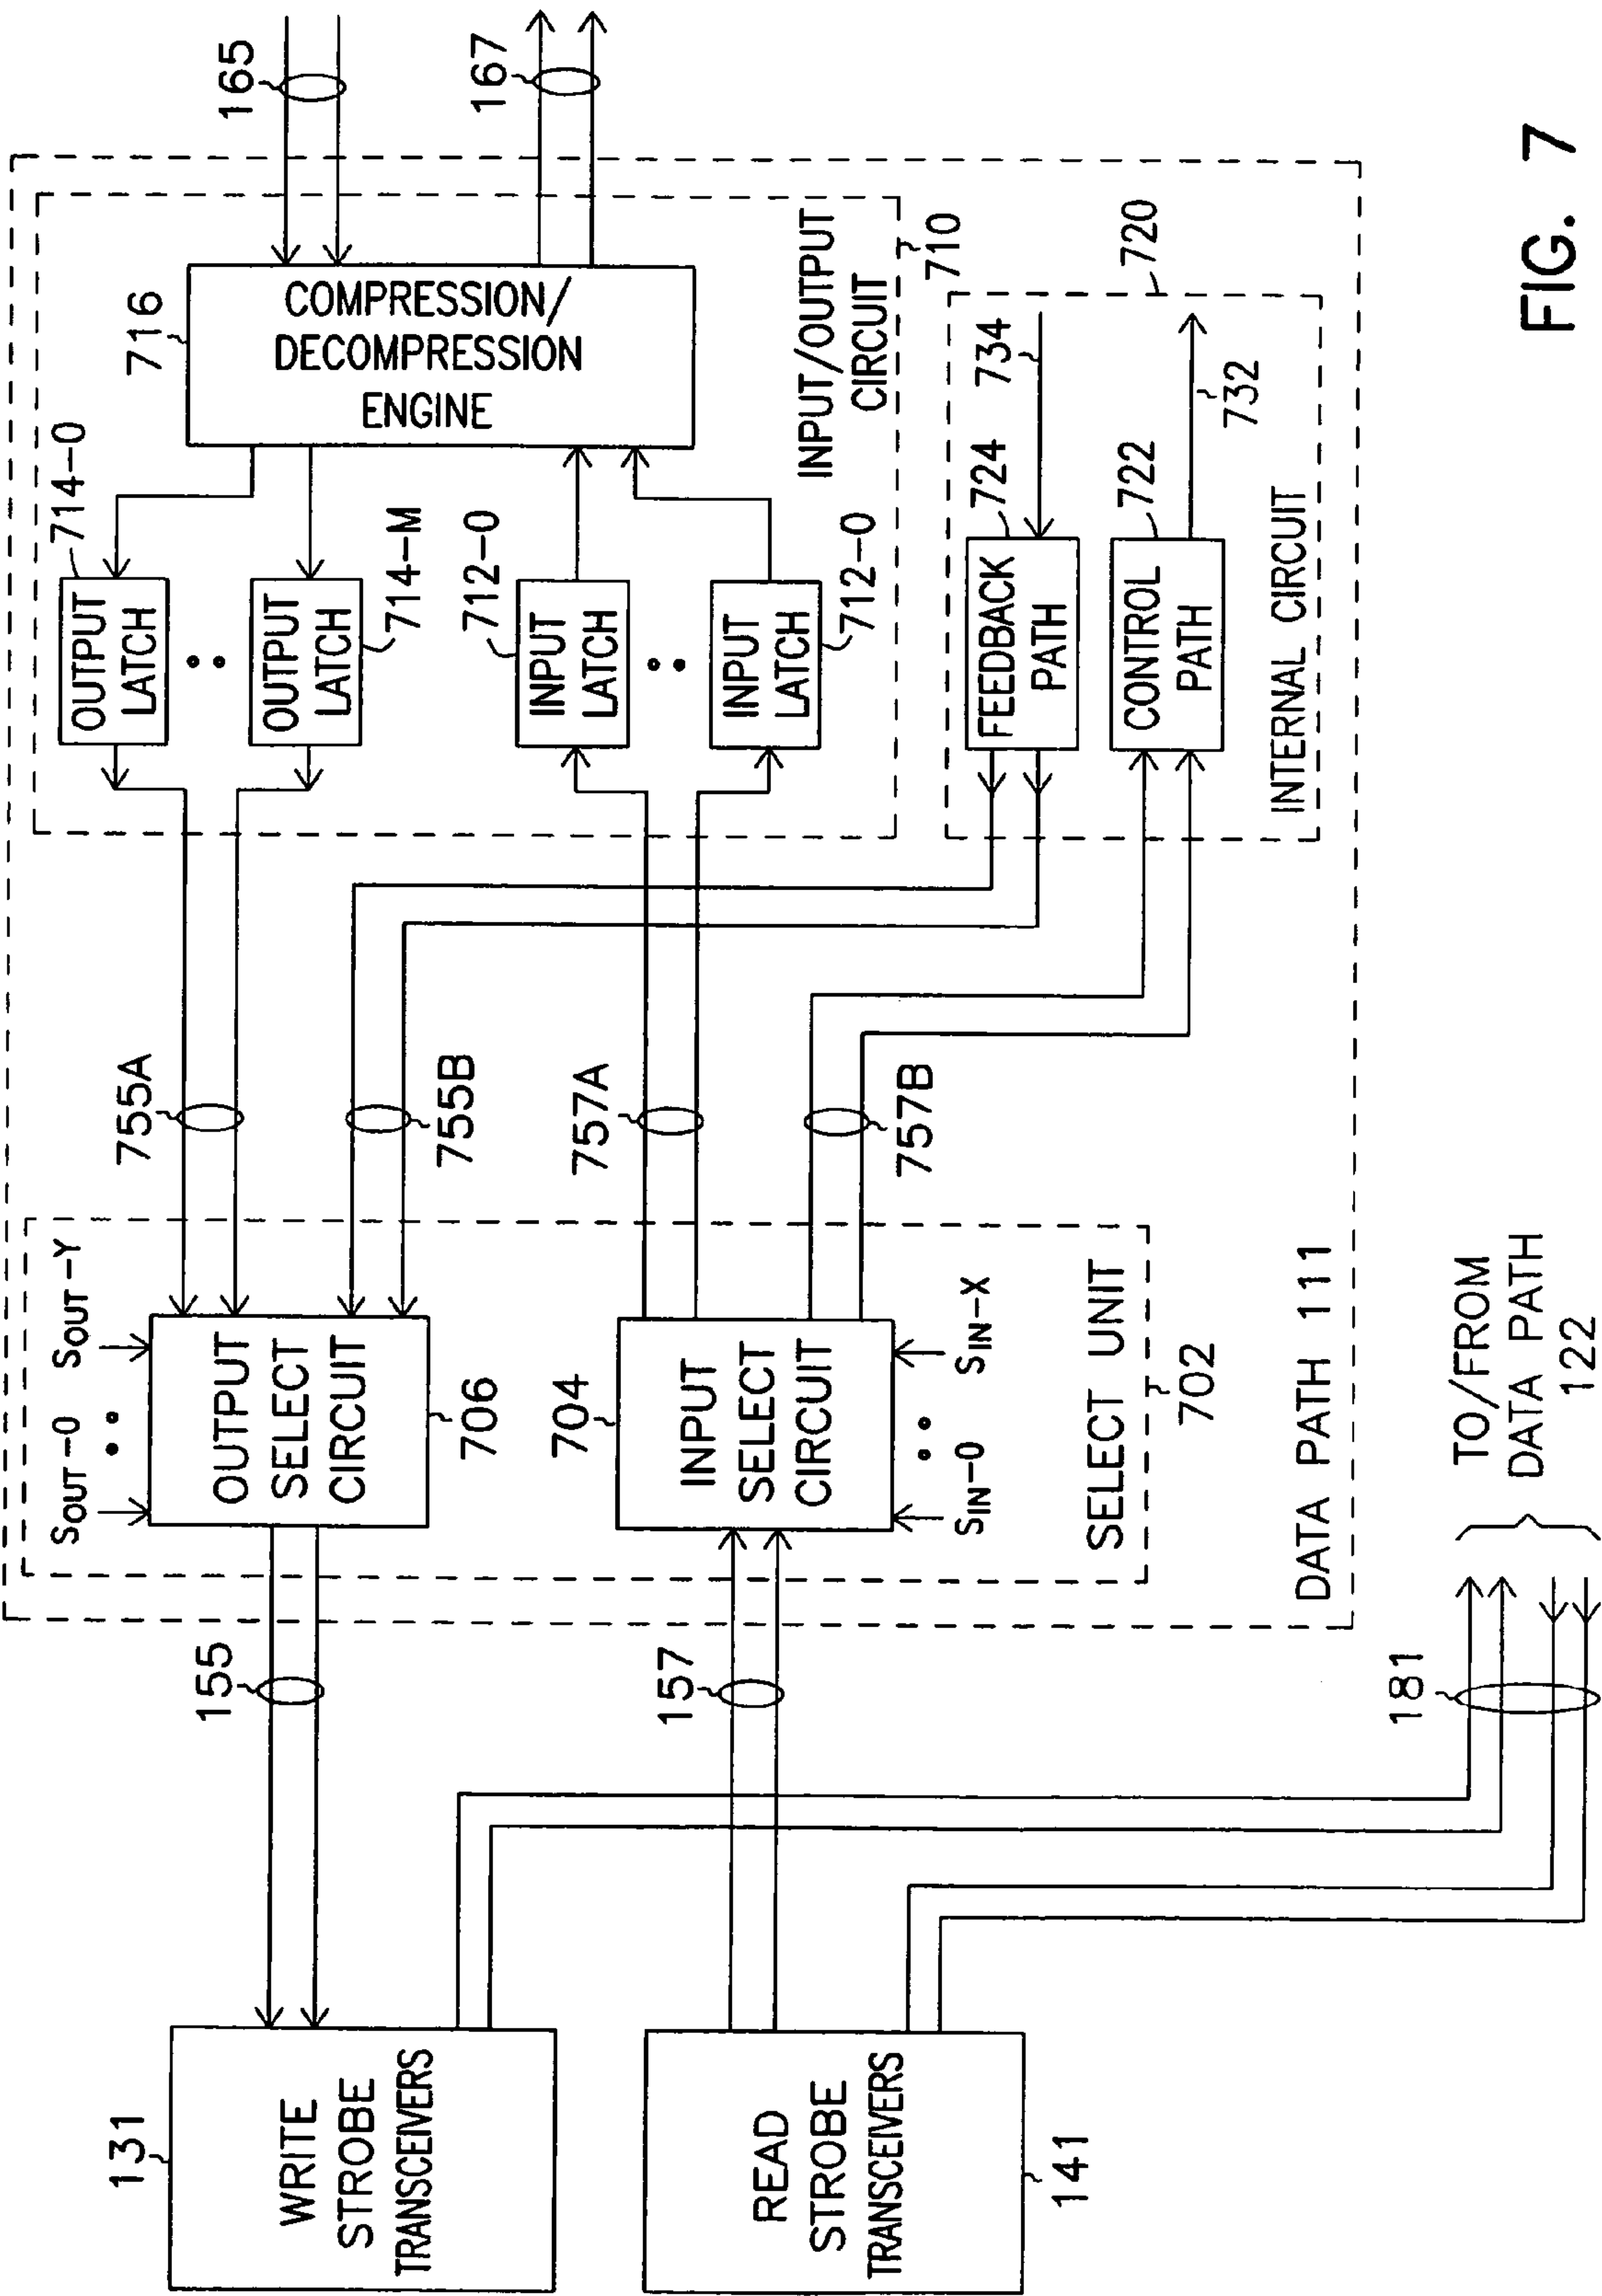 165
167
716
COMPRESSION/
DECOMPRESSION
ENGINE
INPUT/OUTPUT
CIRCUIT
710
714-0
OUTPUT
LATCH
OUTPUT
LATCH
714-M
712-0
INPUT
LATCH
INPUT
LATCH
712-0
720
734
732
724
FEEDBACK
PATH
722
CONTROL
PATH
INTERNAL CIRCUIT
755A
755B
757A
757B
SOUT-0
SOUT-Y
OUTPUT
SELECT
CIRCUIT
706
704
INPUT
SELECT
CIRCUIT
SIN-0
SIN-X
SELECT UNIT
702
DATA PATH 111
155
157
181
TO/FROM
DATA PATH
122
131
WRITE
STROBE
TRANSCEIVERS
READ
STROBE
TRANSCEIVERS
141
FIG. 7